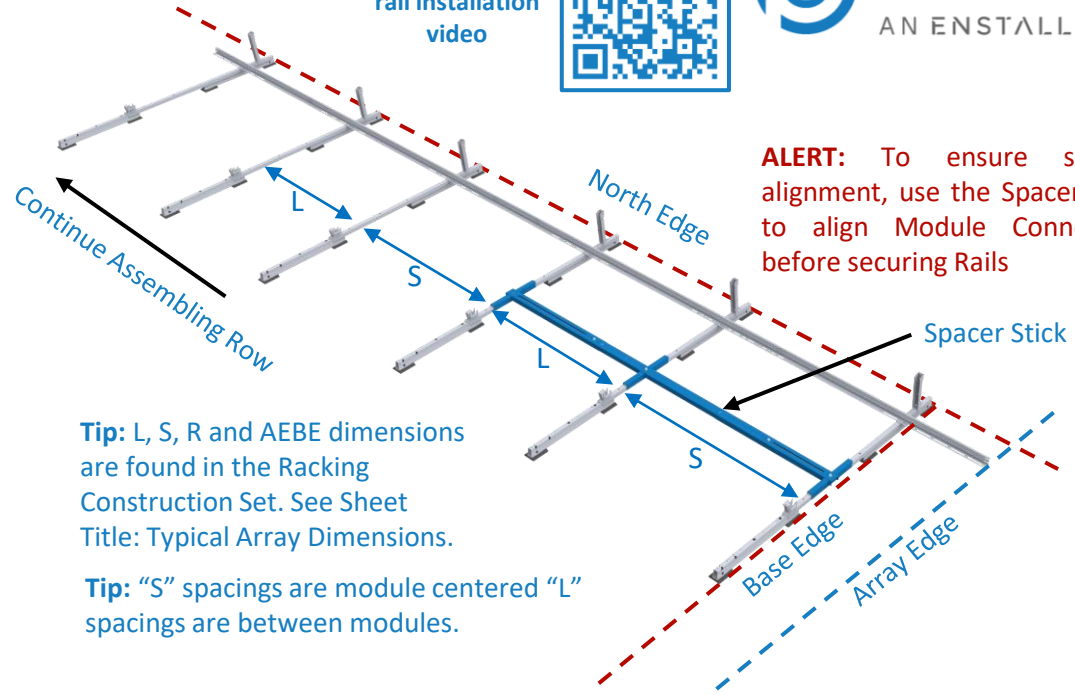 rail installation
video
AN ENSTALL
ALERT: To ensure
alignment, use the Spacer
to align Module
before securing Rails
North Edge
Continue Assembling Row
L
S
L
S
Spacer Stick
Tip: L, S, R and AEBE dimensions
are found in the Racking
Construction Set. See Sheet
Title: Typical Array Dimensions.
Base Edge
Array Edge
Tip: “S” spacings are module centered “L”
spacings are between modules.